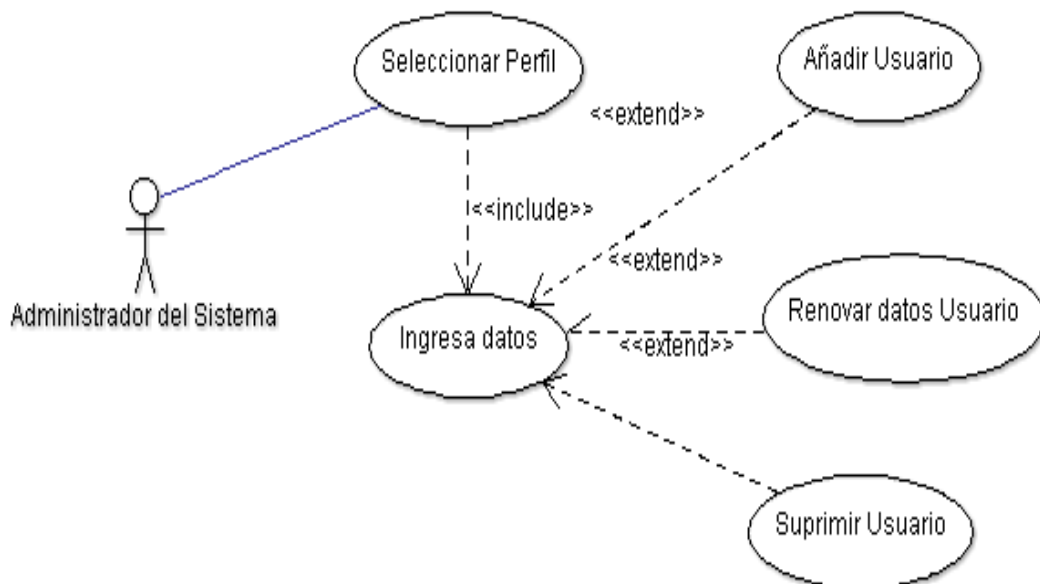 Seleccionar Perfil
Añadir Usuario
<<extend>>
<<include>>
<<extend>>
Administrador del Sistema
Ingresa datos
Renovar datos Usuario
<<extend>>
Suprimir Usuario